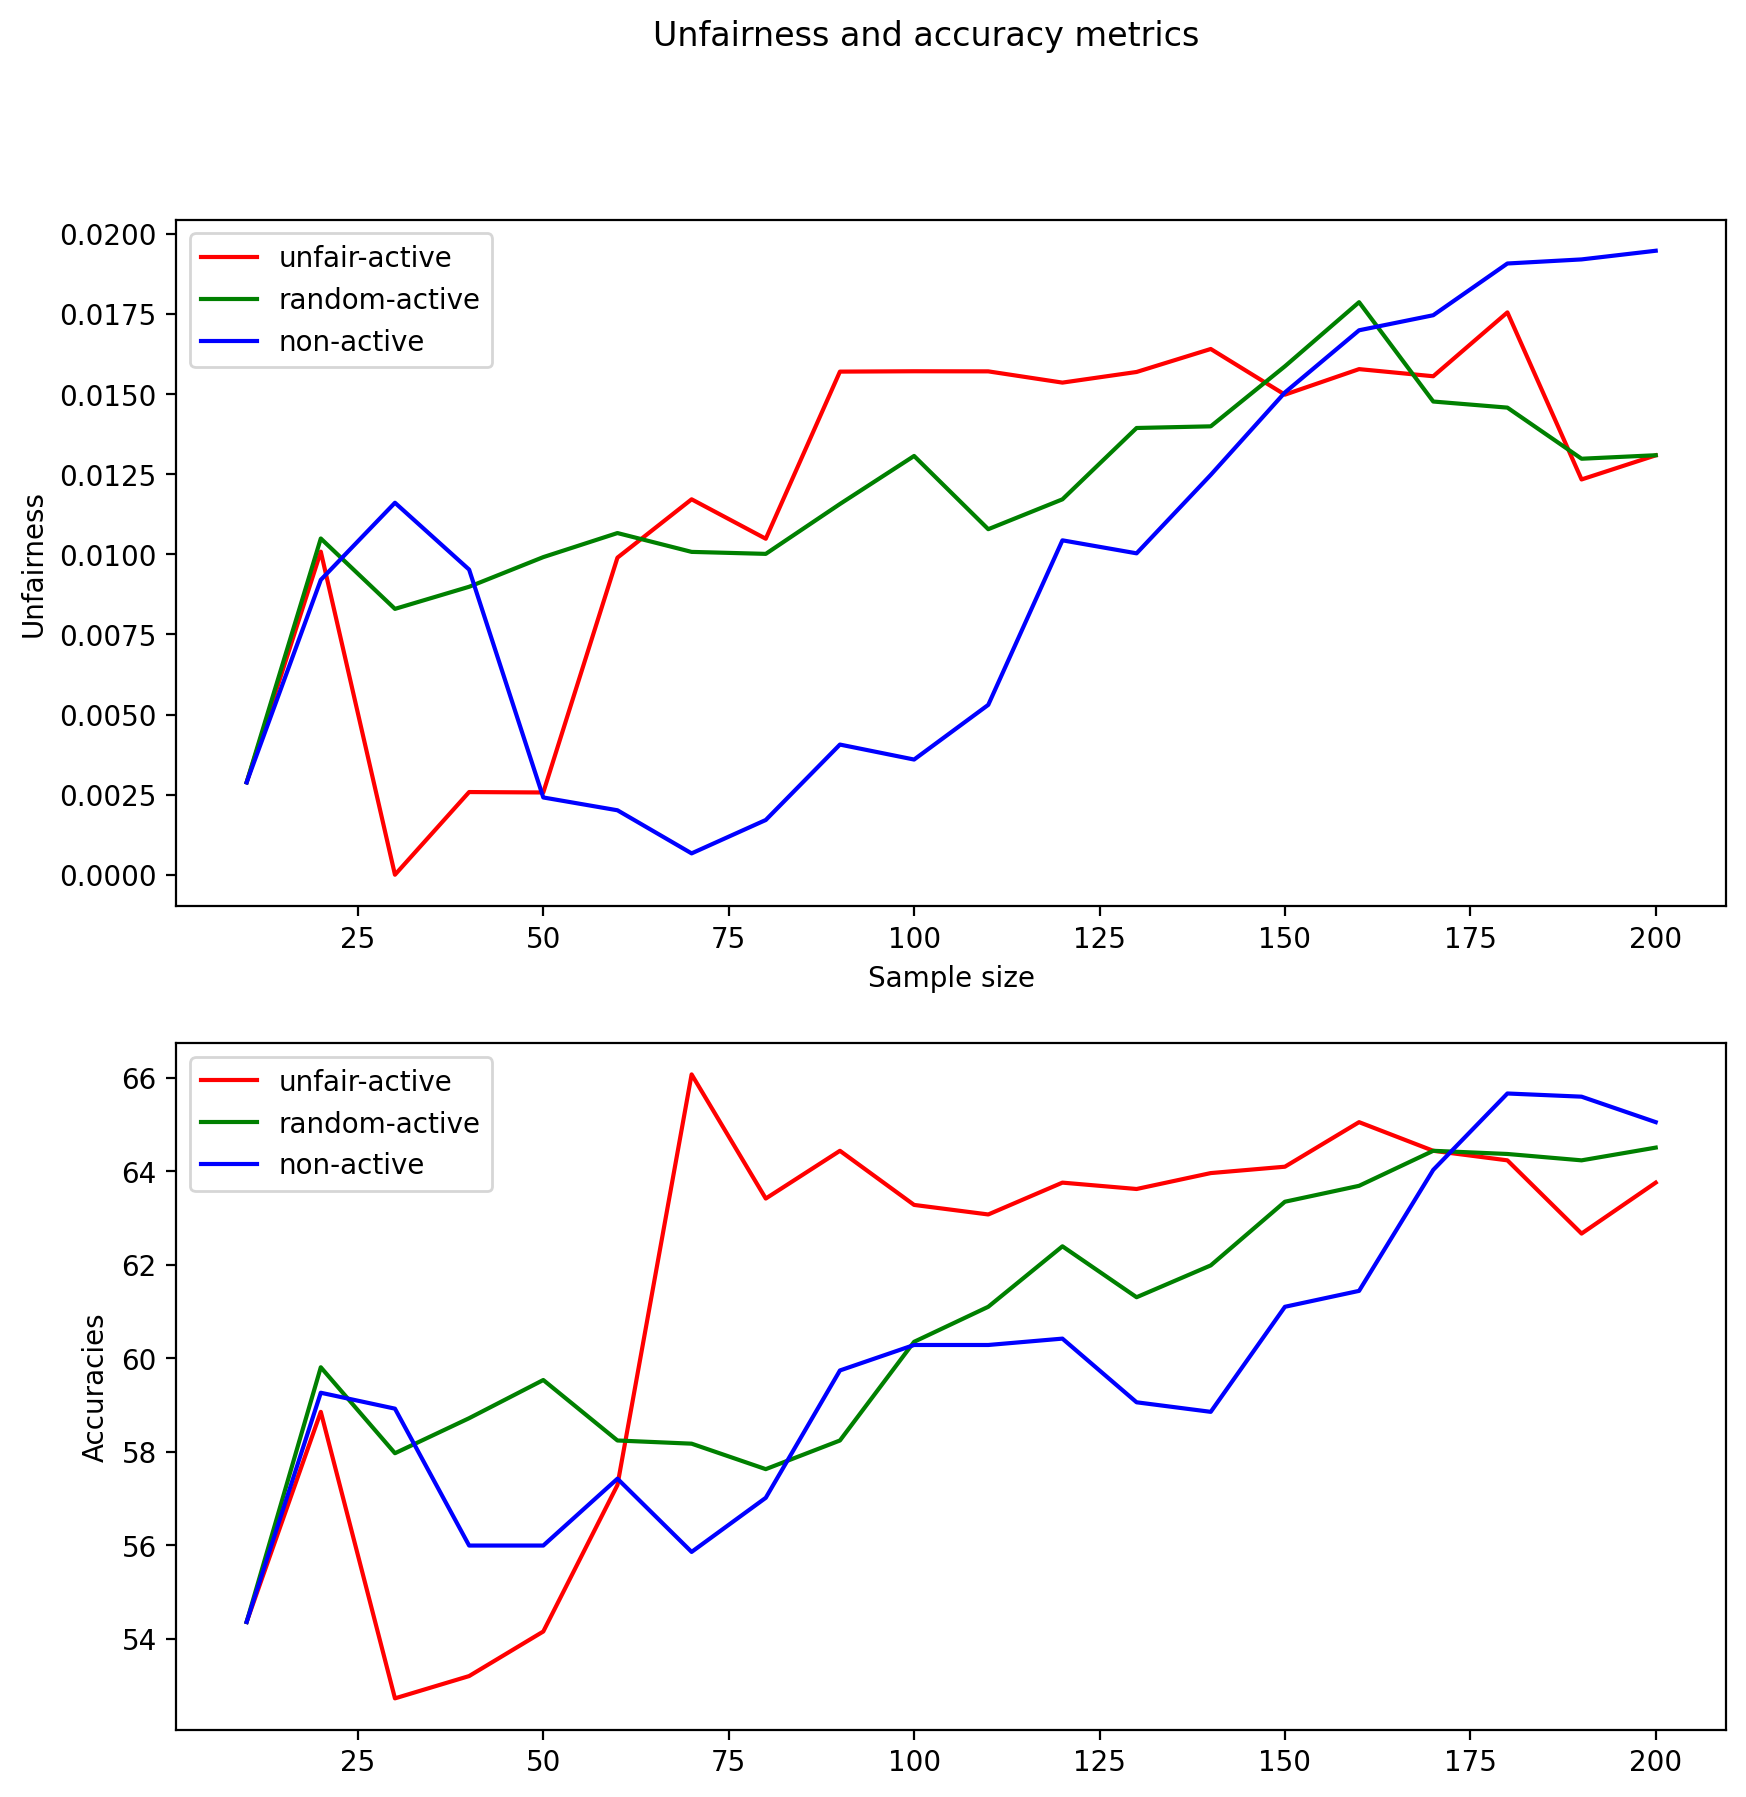 Unfairness and accuracy metrics
0.0200
0.0175
0.0150
0.0125
0.0100
0.0075
0.0050
0.0025
0.0000
Unfairness
unfair-active
random-active
non-active
25 50 75 100 125 150 175 200
Sample size
66
64
62
60
58
56
54
Accuracies
unfair-active
random-active
non-active
25 50 75 100 125 150 175 200